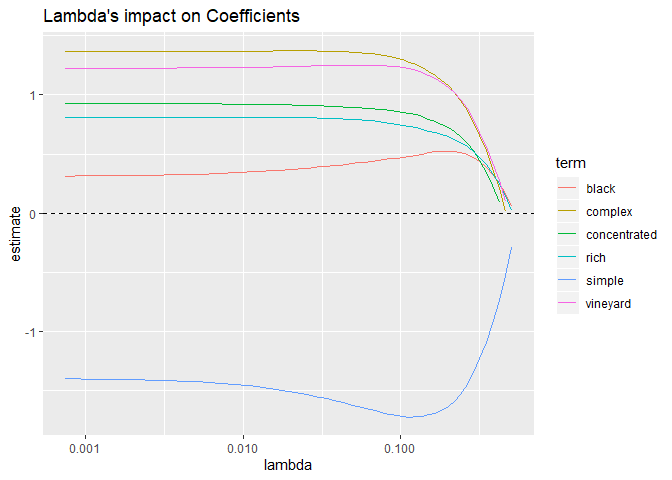 Lambda's impact on Coefficients
1
0
-1
estimate
0.001
0.010
0.100
lambda
term
black
complex
concentrated
rich
simple
vineyard